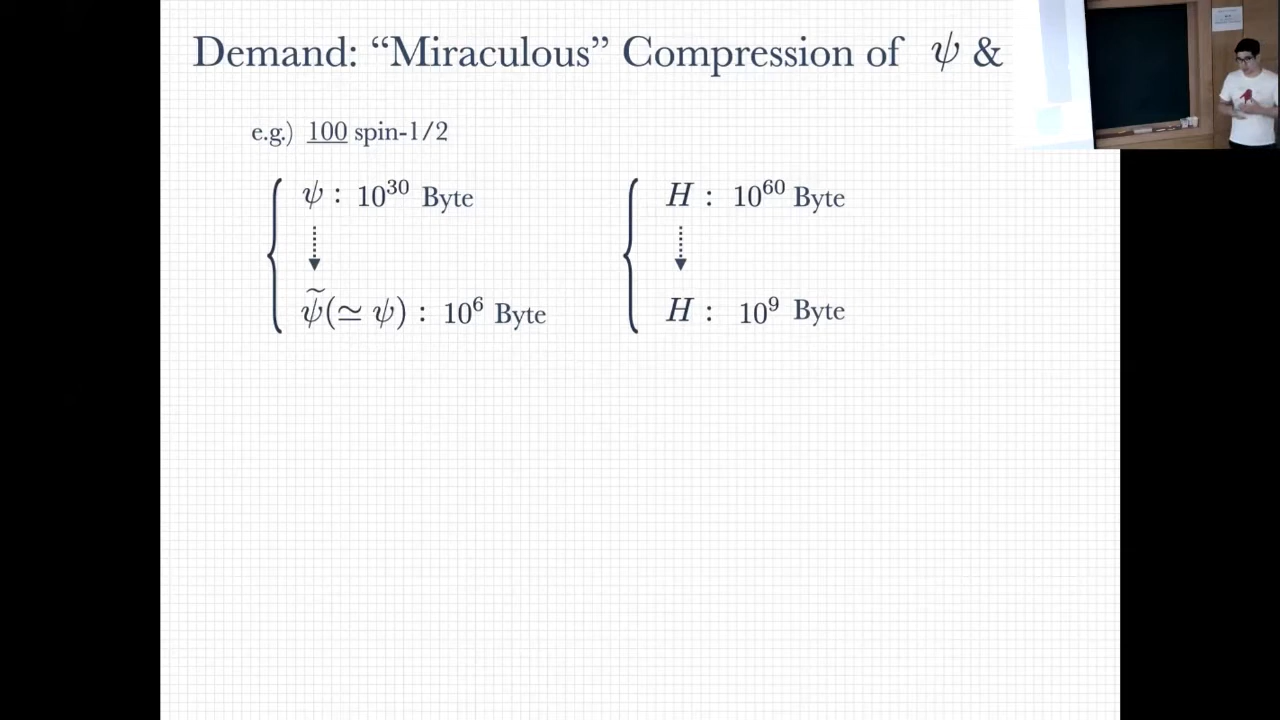 Demand: “Miraculous” Compression of ψ &
e.g.) 100 spin-1/2
ψ : 10³⁰ Byte
ψ̃(≃ ψ) : 10⁶ Byte
H : 10⁶⁰ Byte
H : 10⁹ Byte